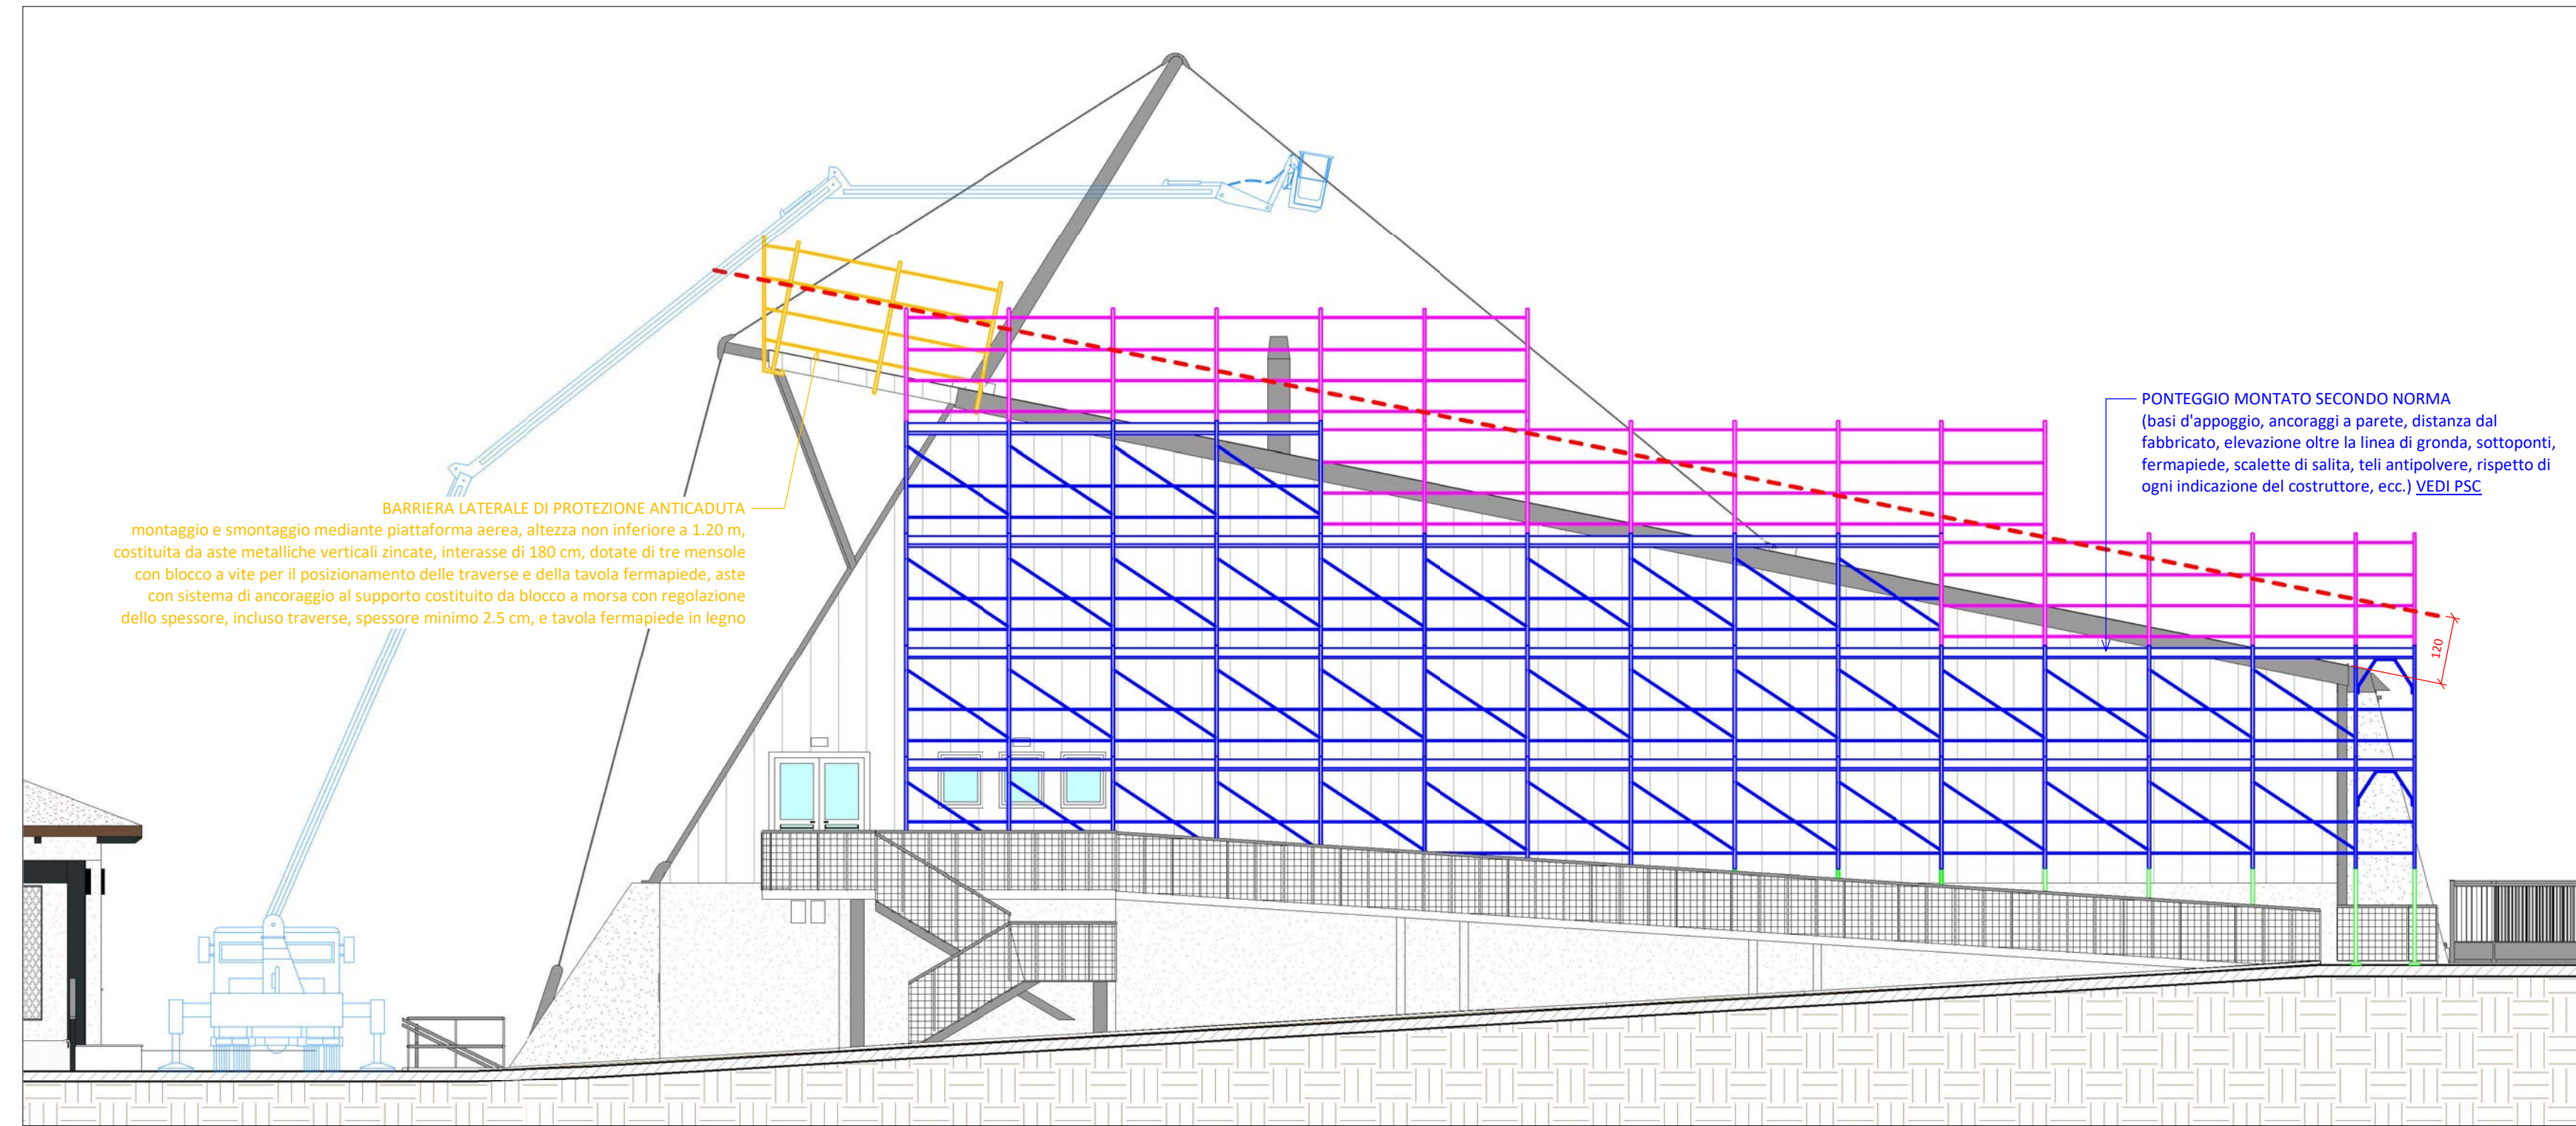 PONTEGGIO MONTATO SECONDO NORMA
(basi d'appoggio, ancoraggi a parete, distanza dal
fabbricato, elevazione oltre la linea di gronda, sottoponti,
fermapiede, scalette di salita, teli antipolvere, rispetto di
ogni indicazione del costruttore, ecc.) VEDI PSC
BARRIERA LATERALE DI PROTEZIONE ANTICADUTA
montaggio e smontaggio mediante piattaforma aerea, altezza non inferiore a 1.20 m,
costituita da aste metalliche verticali zincate, interasse di 180 cm, dotate di tre mensole
con blocco a vite per il posizionamento delle traverse e della tavola fermapiede, aste
con sistema di ancoraggio al supporto costituito da blocco a morsa con regolazione
dello spessore, incluso traverse, spessore minimo 2.5 cm, e tavola fermapiede in legno
120